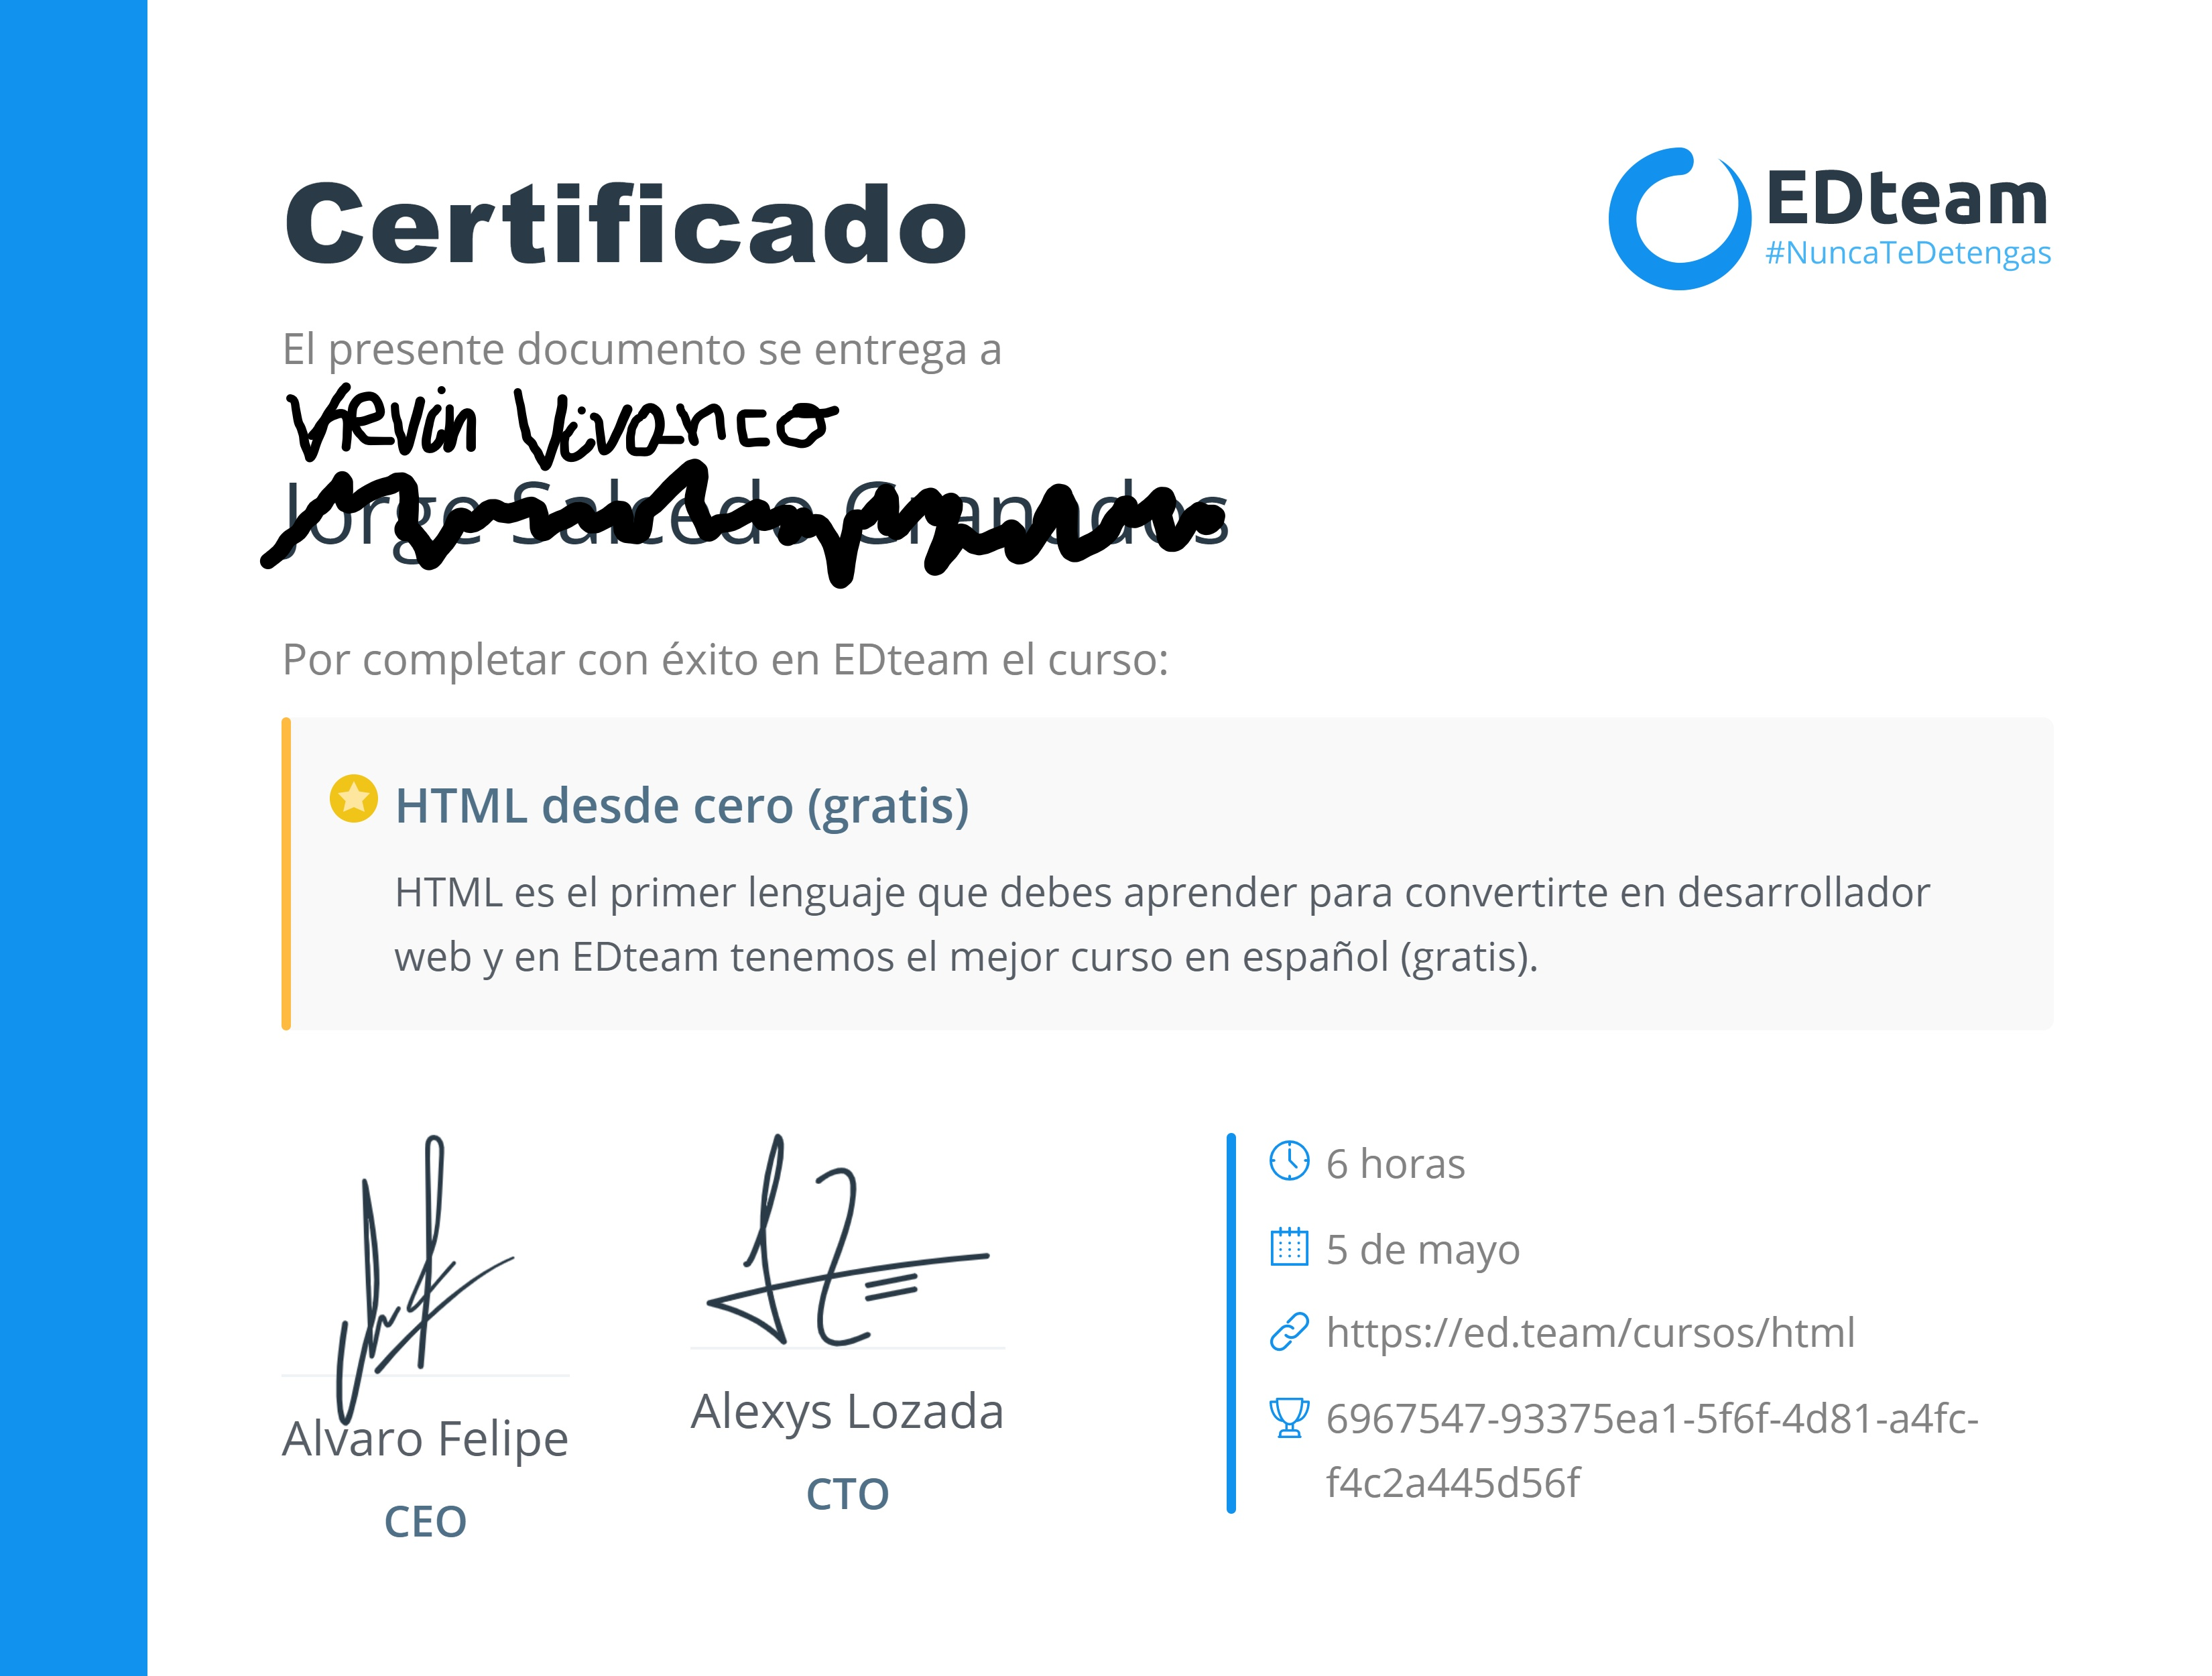 Certificado
EDteam
#NuncaTeDetengas
El presente documento se entrega a
Kevin Vivanco
Jorge Salcedo Granados
Por completar con éxito en EDteam el curso:
HTML desde cero (gratis)
HTML es el primer lenguaje que debes aprender para convertirte en desarrollador
web y en EDteam tenemos el mejor curso en español (gratis).
Alvaro Felipe
CEO
Alexys Lozada
CTO
6 horas
5 de mayo
https://ed.team/cursos/html
6967547-93375ea1-5f6f-4d81-a4fc-
f4c2a445d56f